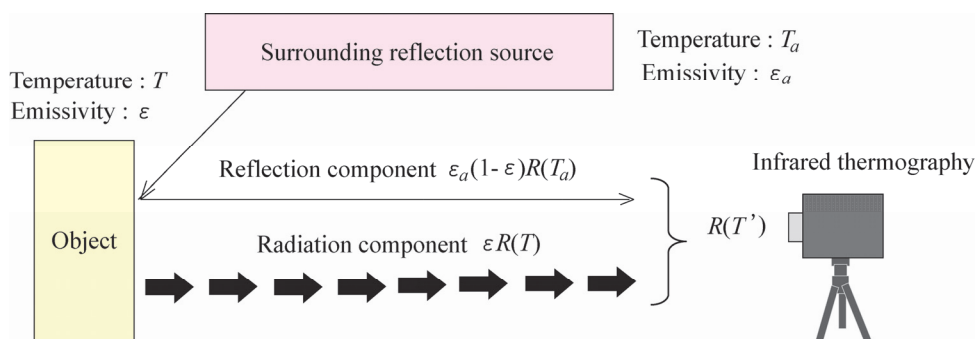 Surrounding reflection source
Temperature : Tₐ
Emissivity : εₐ
Temperature : T
Emissivity : ε
Reflection component εₐ(1- ε)R(Tₐ)
Infrared thermography
Object
R(T’)
Radiation component εR(T)